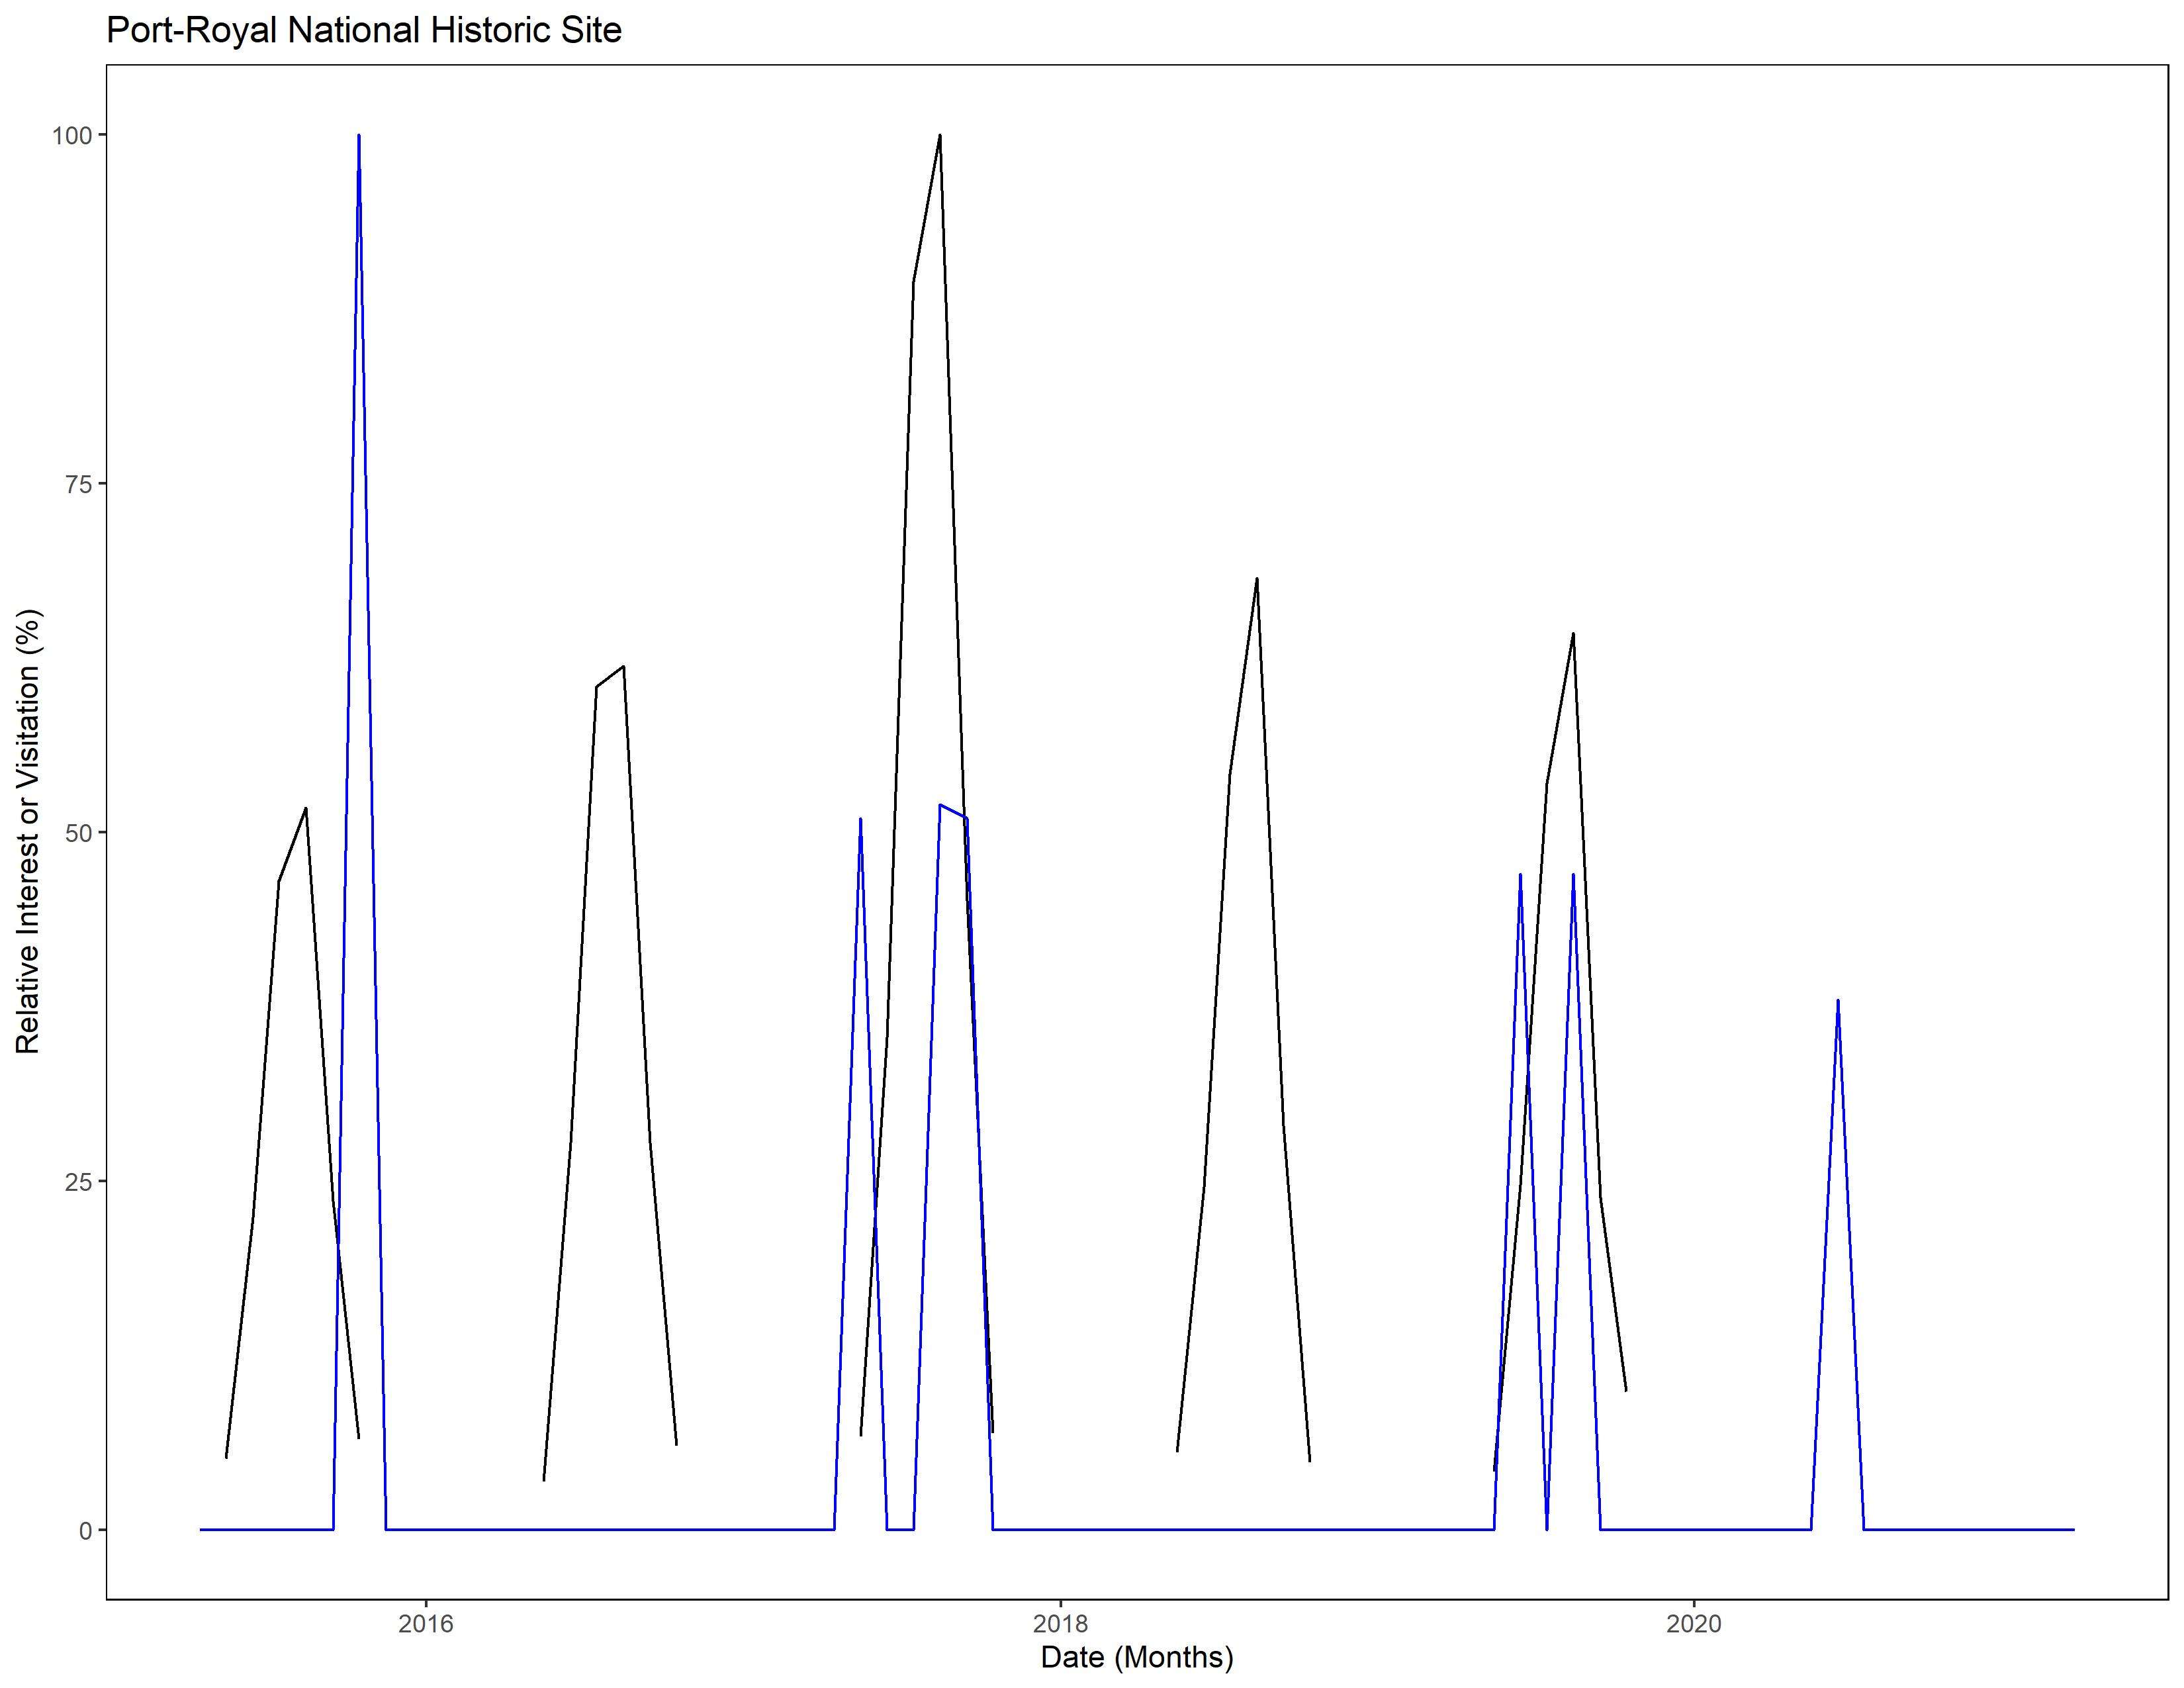 Port-Royal National Historic Site
Relative Interest or Visitation (%)
100
75
50
25
0
2016 2018 2020
Date (Months)